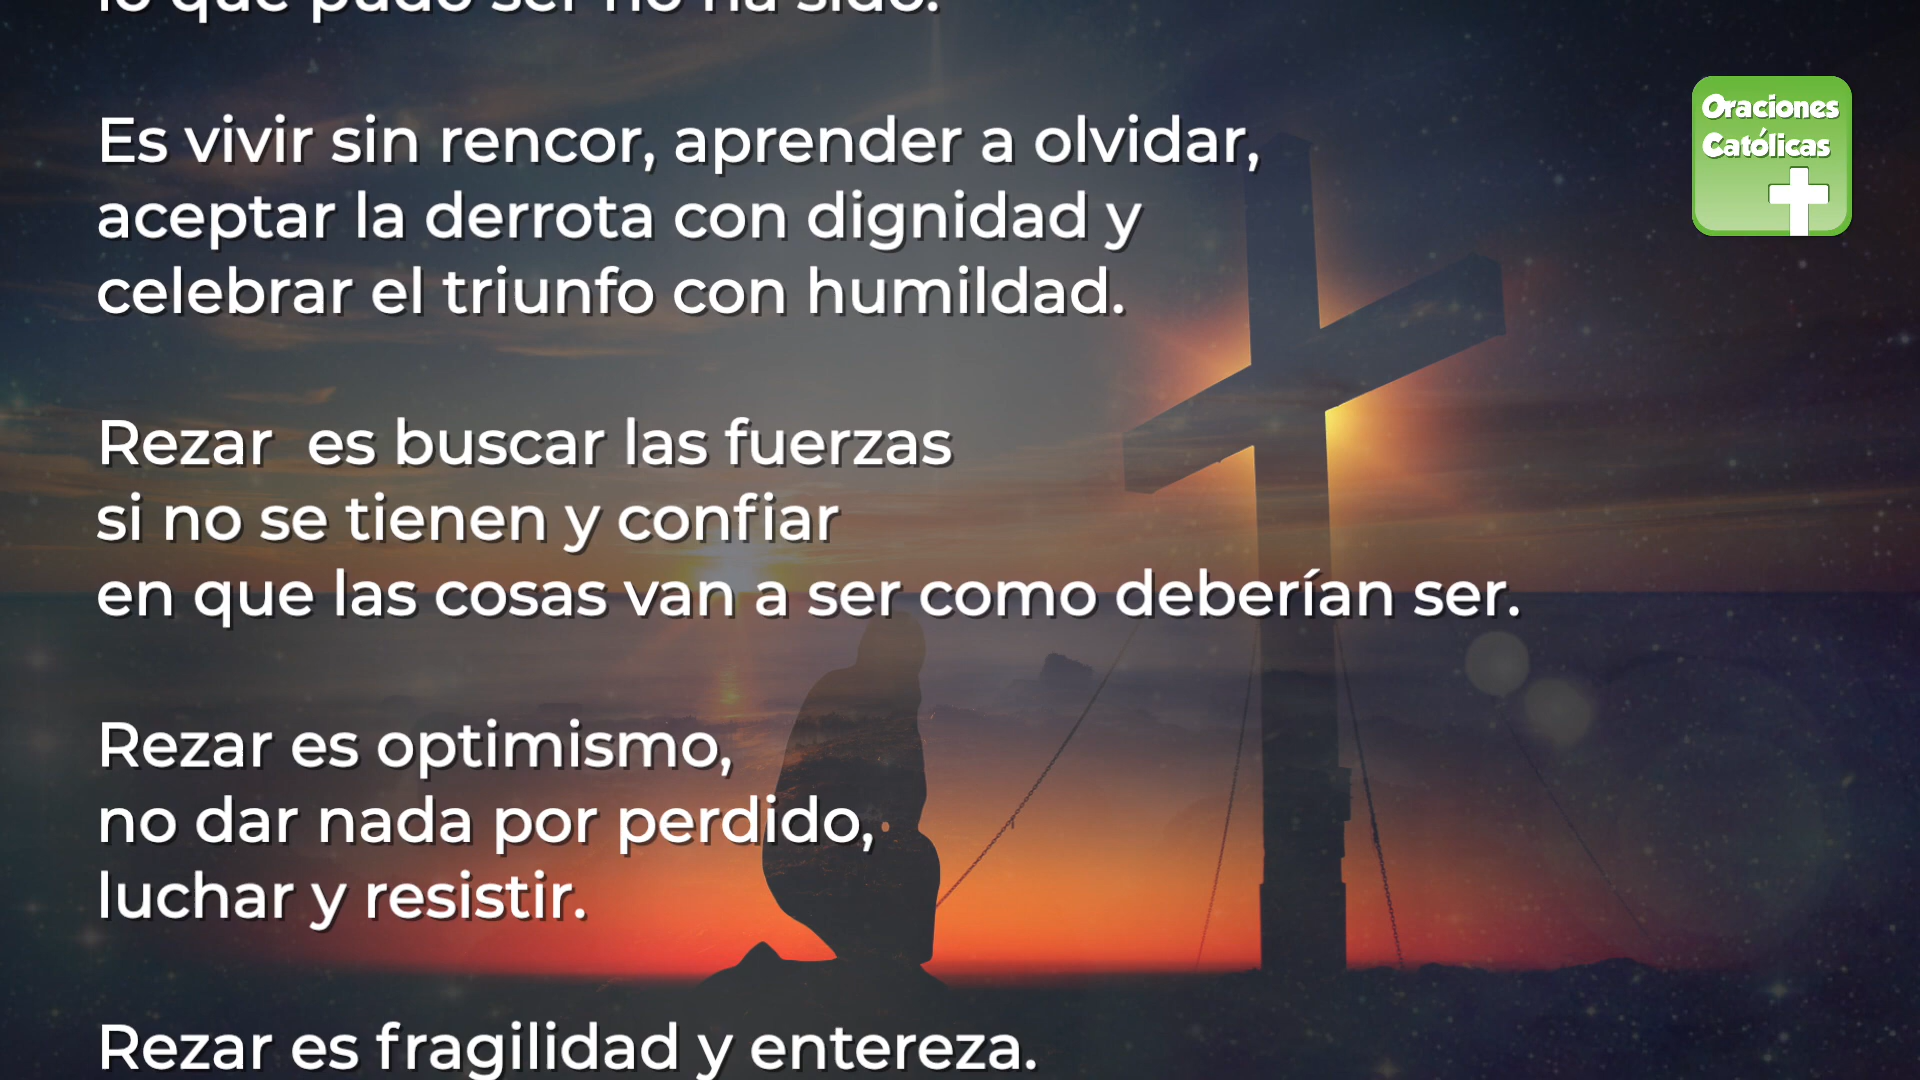 lo que pudo ser no ha sido.
Es vivir sin rencor, aprender a olvidar,
aceptar la derrota con dignidad y
celebrar el triunfo con humildad.
Rezar  es buscar las fuerzas
si no se tienen y confiar
en que las cosas van a ser como deberían ser.
Rezar es optimismo,
no dar nada por perdido,
luchar y resistir.
Rezar es fragilidad y entereza.
Oraciones
Católicas